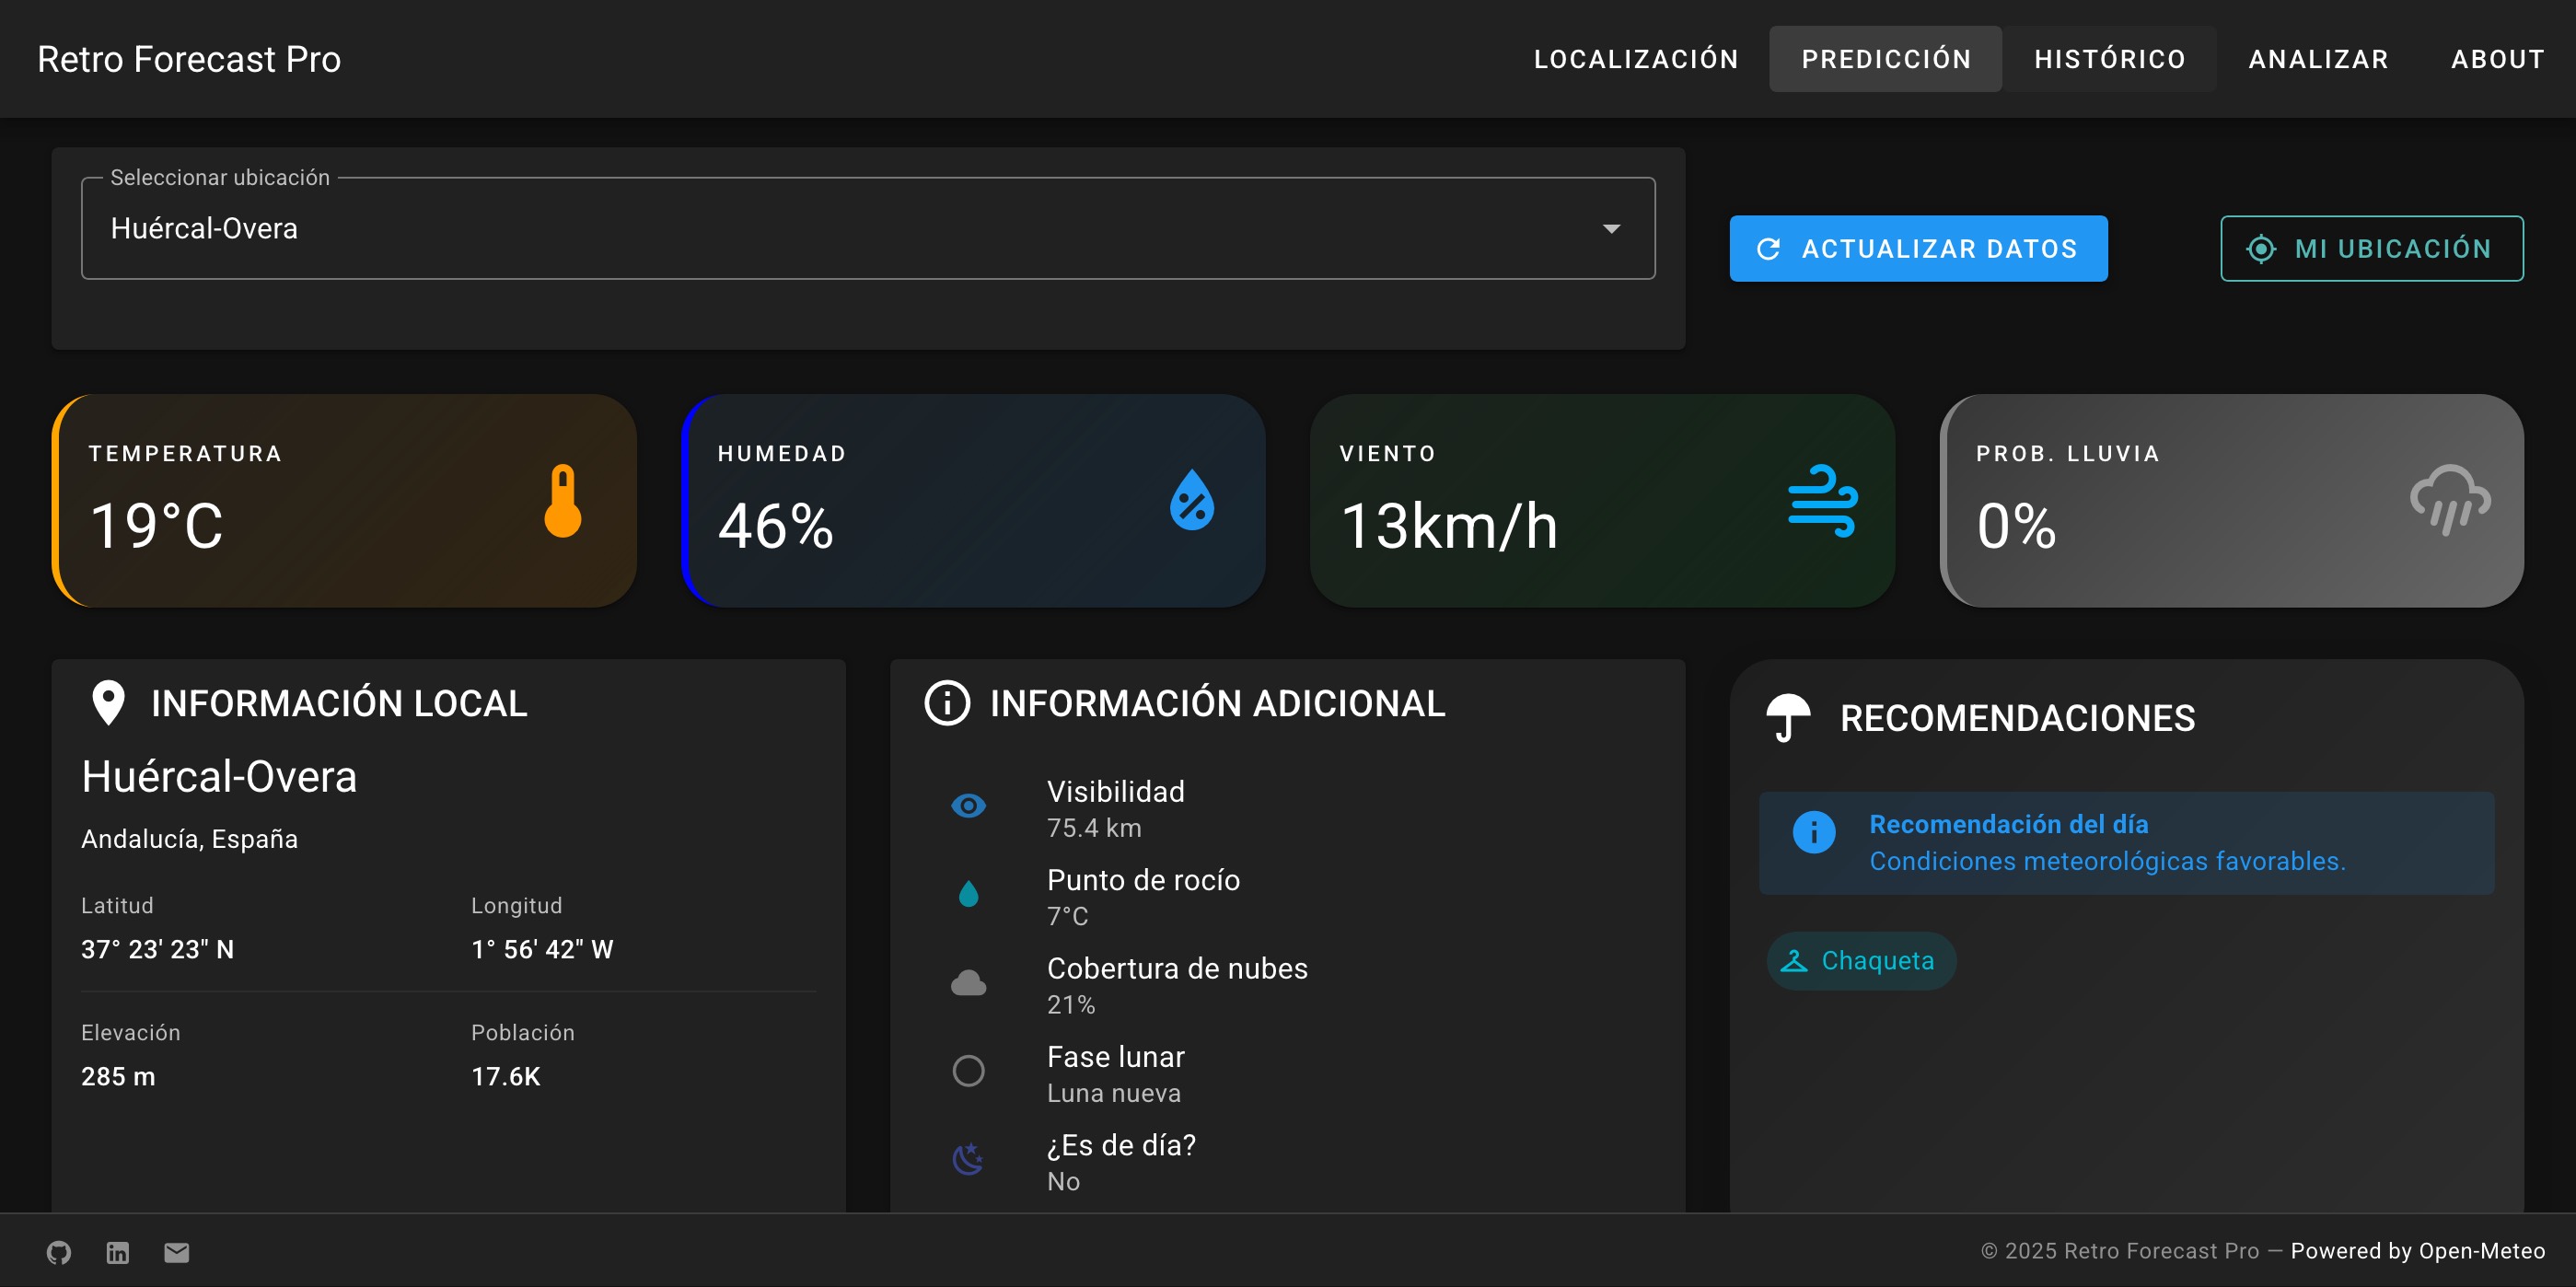 Retro Forecast Pro
LOCALIZACIÓN PREDICCIÓN HISTÓRICO ANALIZAR ABOUT
Seleccionar ubicación
Huércal-Overa
ACTUALIZAR DATOS
MI UBICACIÓN
TEMPERATURA
19°C
HUMEDAD
46%
VIENTO
13km/h
PROB. LLUVIA
0%
INFORMACIÓN LOCAL
Huércal-Overa
Andalucía, España
Latitud
37° 23' 23" N
Longitud
1° 56' 42" W
Elevación
285 m
Población
17.6K
INFORMACIÓN ADICIONAL
Visibilidad
75.4 km
Punto de rocío
7°C
Cobertura de nubes
21%
Fase lunar
Luna nueva
¿Es de día?
No
RECOMENDACIONES
Recomendación del día
Condiciones meteorológicas favorables.
Chaqueta
© 2025 Retro Forecast Pro — Powered by Open-Meteo